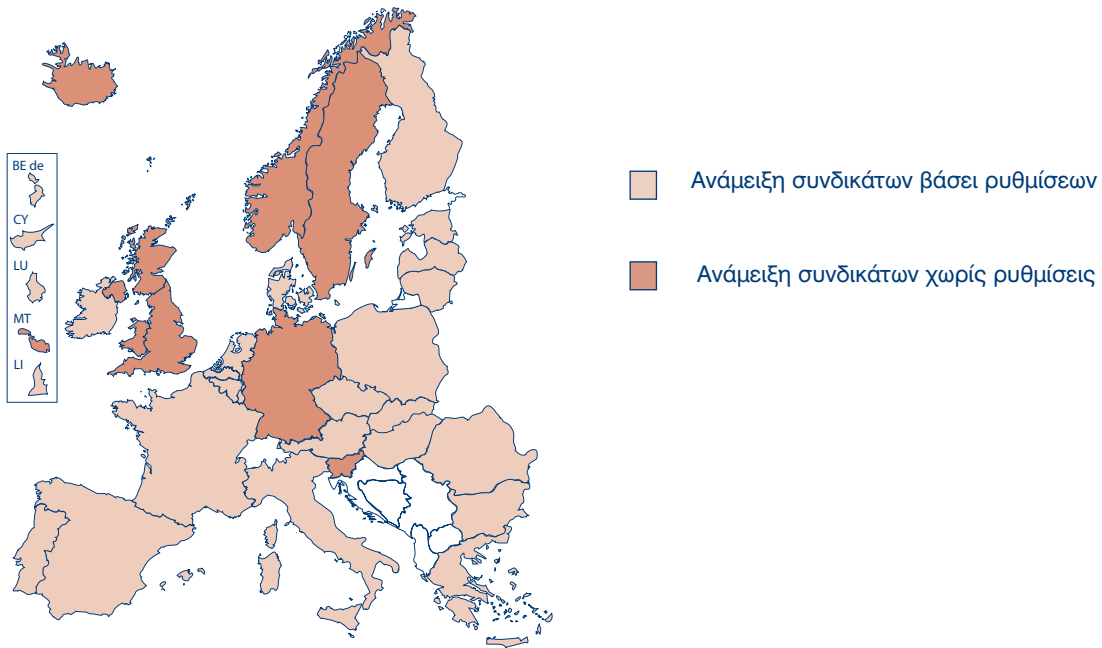 BE de
CY
LU
MT
LI
Ανάμειξη συνδικάτων βάσει ρυθμίσεων
Ανάμειξη συνδικάτων χωρίς ρυθμίσεις